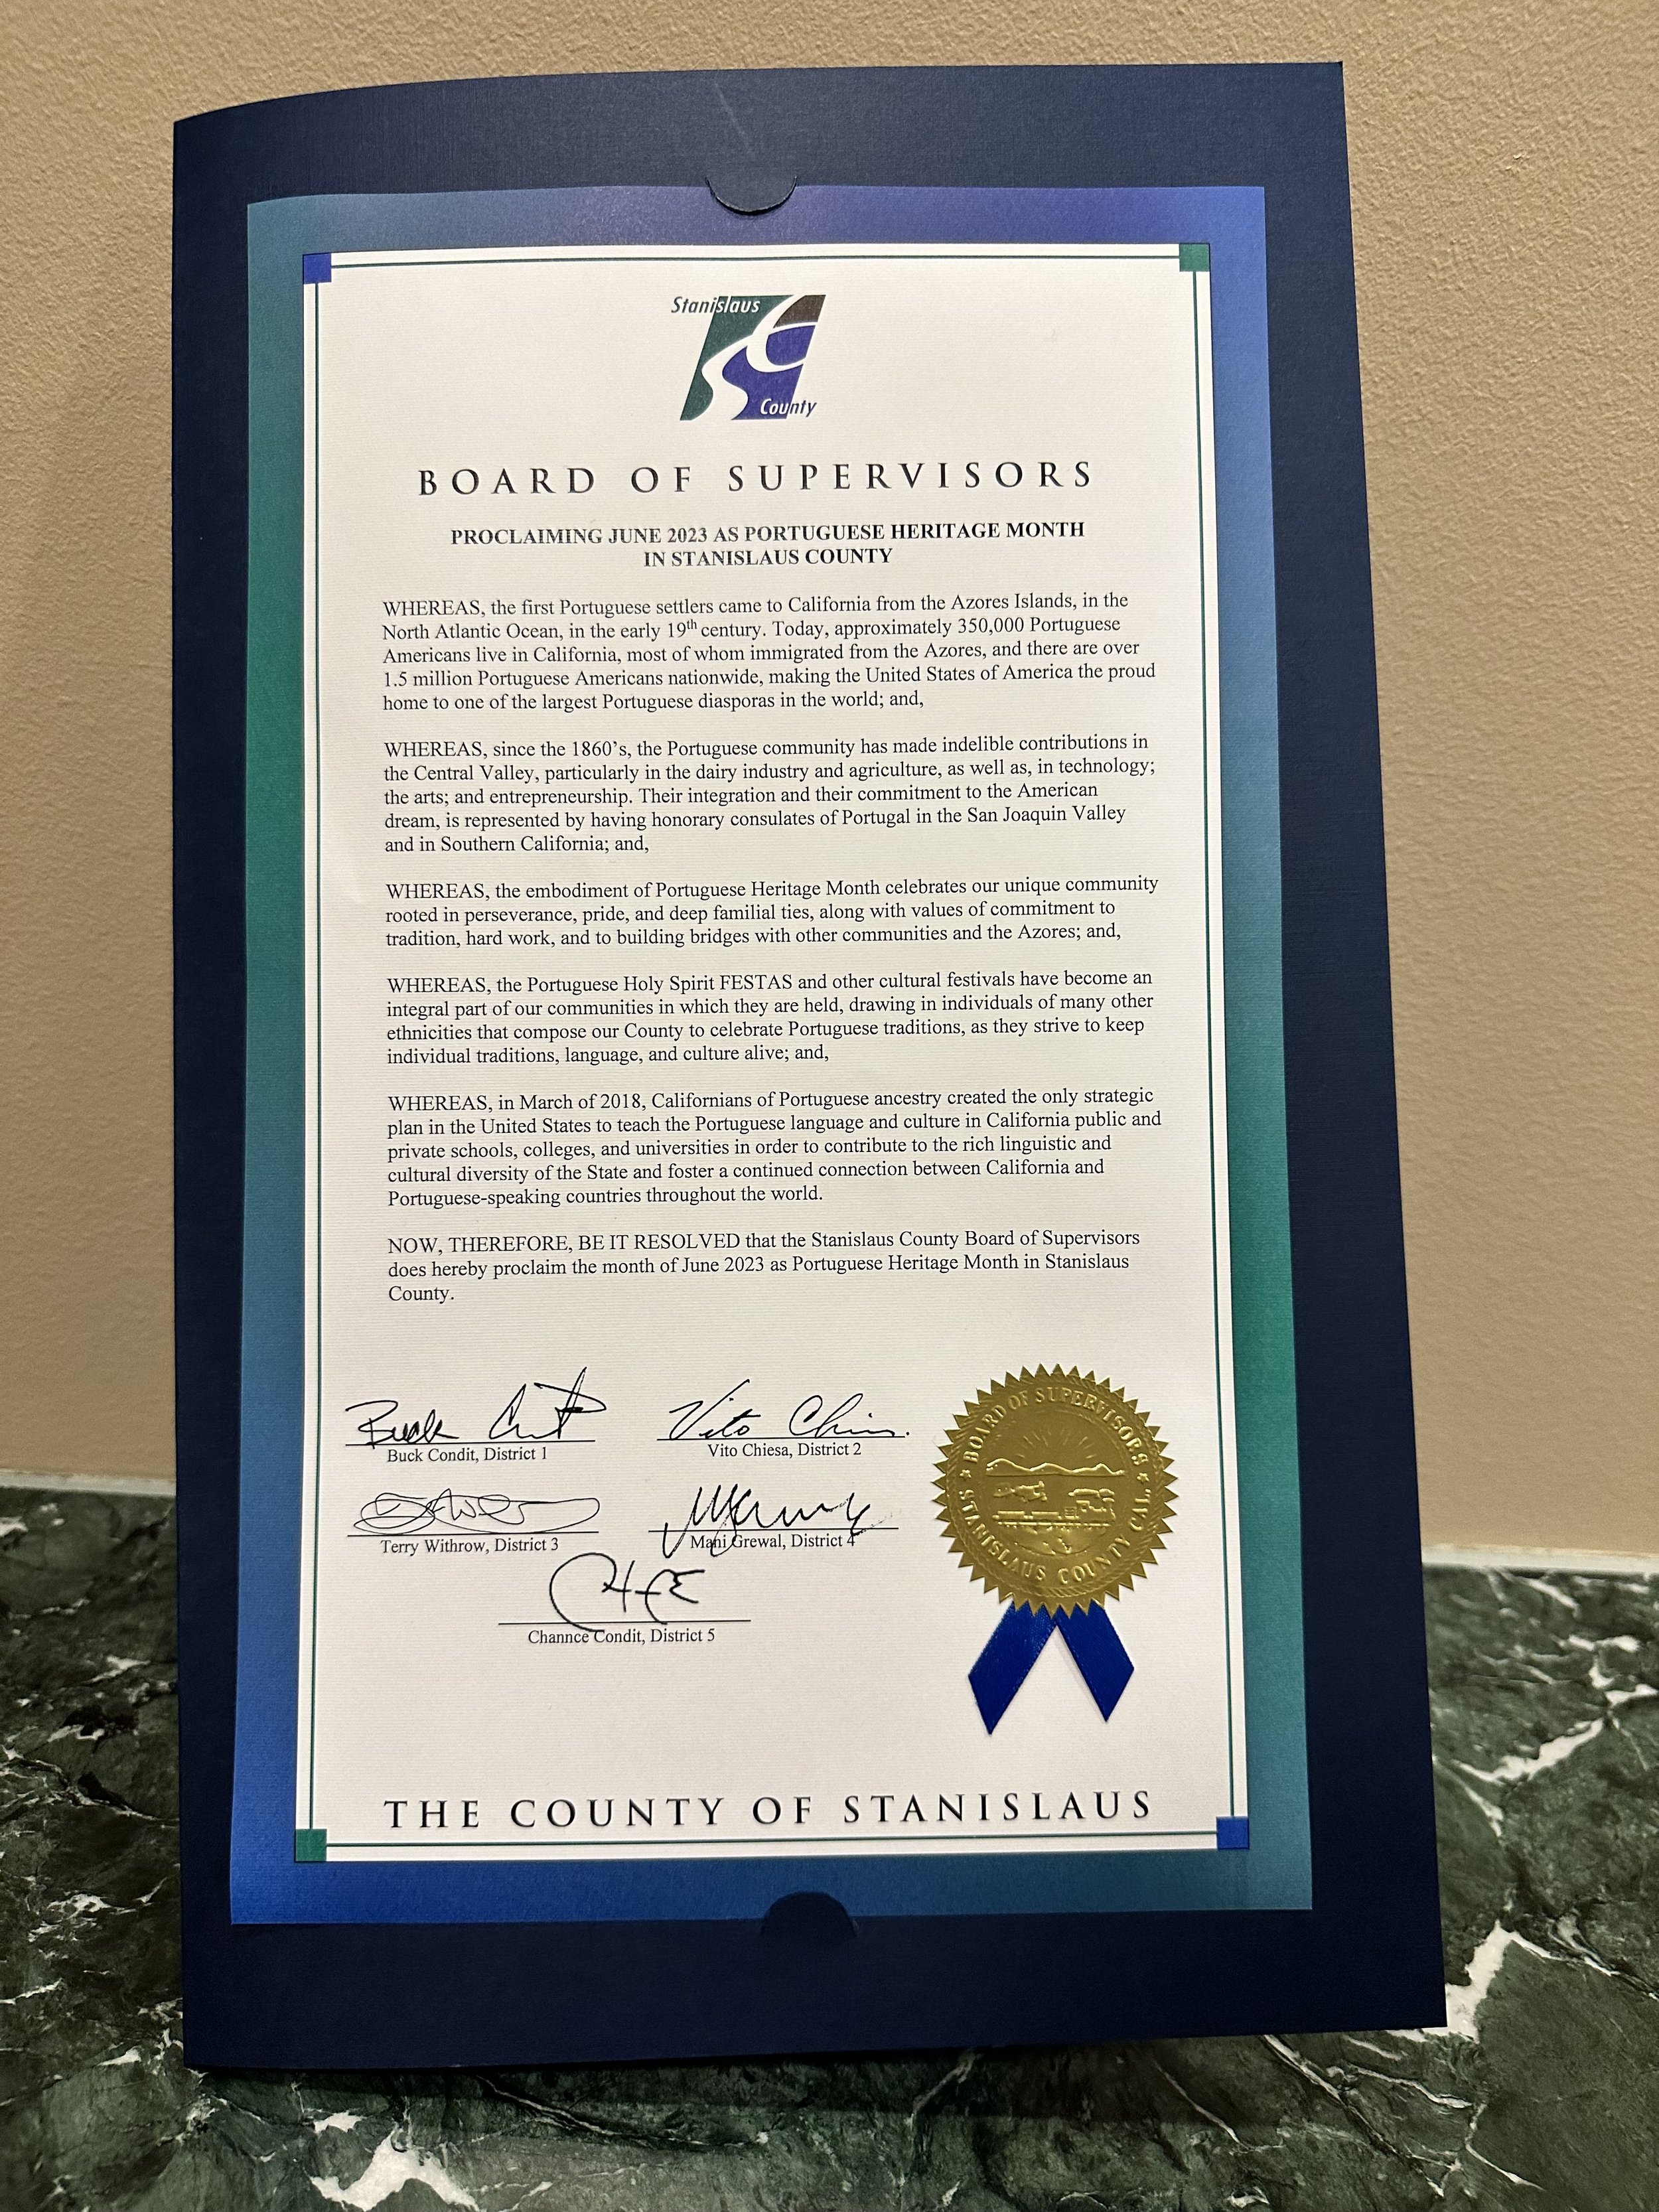 Stanislaus
County
BOARD OF SUPERVISORS
PROCLAIMING JUNE 2023 AS PORTUGUESE HERITAGE MONTH
IN STANISLAUS COUNTY
WHEREAS, the first Portuguese settlers came to California from the Azores Islands, in the
North Atlantic Ocean, in the early 19th century. Today, approximately 350,000 Portuguese
Americans live in California, most of whom immigrated from the Azores, and there are over
1.5 million Portuguese Americans nationwide, making the United States of America the proud
home to one of the largest Portuguese diasporas in the world; and,
WHEREAS, since the 1860's, the Portuguese community has made indelible contributions in
the Central Valley, particularly in the dairy industry and agriculture, as well as, in technology;
the arts; and entrepreneurship. Their integration and their commitment to the American
dream, is represented by having honorary consulates of Portugal in the San Joaquin Valley
and in Southern California; and,
WHEREAS, the embodiment of Portuguese Heritage Month celebrates our unique community
rooted in perseverance, pride, and deep familial ties, along with values of commitment to
tradition, hard work, and to building bridges with other communities and the Azores; and,
WHEREAS, the Portuguese Holy Spirit FESTAS and other cultural festivals have become an
integral part of our communities in which they are held, drawing in individuals of many other
ethnicities that compose our County to celebrate Portuguese traditions, as they strive to keep
individual traditions, language, and culture alive; and,
WHEREAS, in March of 2018, Californians of Portuguese ancestry created the only strategic
plan in the United States to teach the Portuguese language and culture in California public and
private schools, colleges, and universities in order to contribute to the rich linguistic and
cultural diversity of the State and foster a continued connection between California and
Portuguese-speaking countries throughout the world.
NOW, THEREFORE, BE IT RESOLVED that the Stanislaus County Board of Supervisors
does hereby proclaim the month of June 2023 as Portuguese Heritage Month in Stanislaus
County.
Buck Condit, District 1
Vito Chiesa, District 2
Terry Withrow, District 3
Mani Grewal, District 4
Channce Condit, District 5
BOARD OF SUPERVISORS
STANISLAUS COUNTY CAL.
THE COUNTY OF STANISLAUS